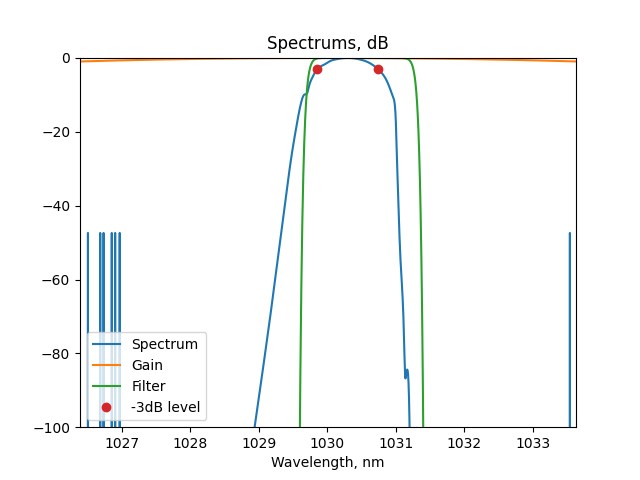 Spectrums, dB
0
−20
−40
−60
−80
−100
Spectrum
Gain
Filter
-3dB level
1027 1028 1029 1030 1031 1032 1033
Wavelength, nm